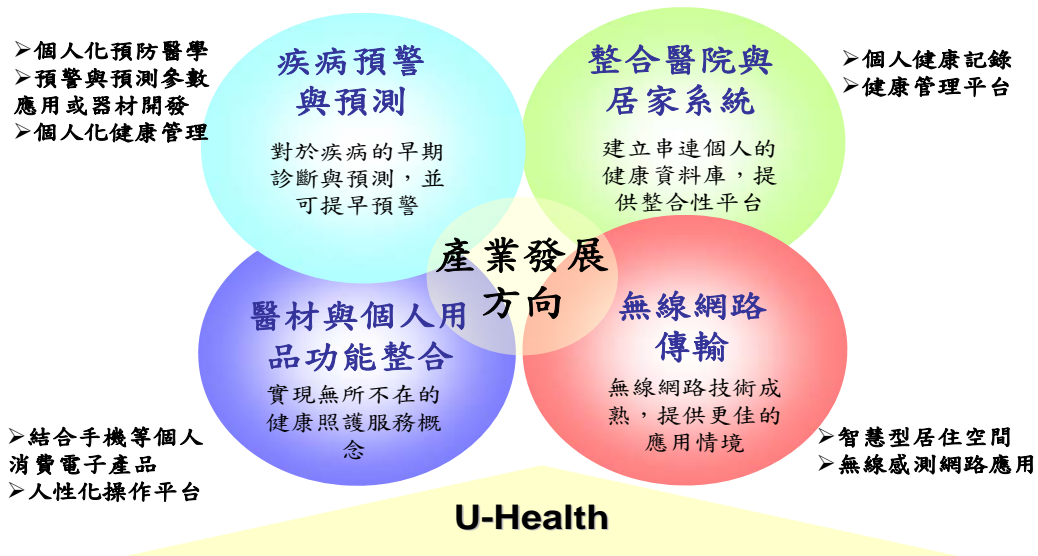 ➢個人化預防醫學
➢預警與預測參數
應用或器材開發
➢個人化健康管理
疾病預警
與預測
對於疾病的早期
診斷與預測，並
可提早預警
整合醫院與
居家系統
建立串連個人的
健康資料庫，提
供整合性平台
➢個人健康記錄
➢健康管理平台
產業發展
方向
醫材與個人用
品功能整合
實現無所不在的
健康照護服務概
念
➢結合手機等個人
消費電子產品
➢人性化操作平台
無線網路
傳輸
無線網路技術成
熟，提供更佳的
應用情境
➢智慧型居住空間
➢無線感測網路應用
U-Health